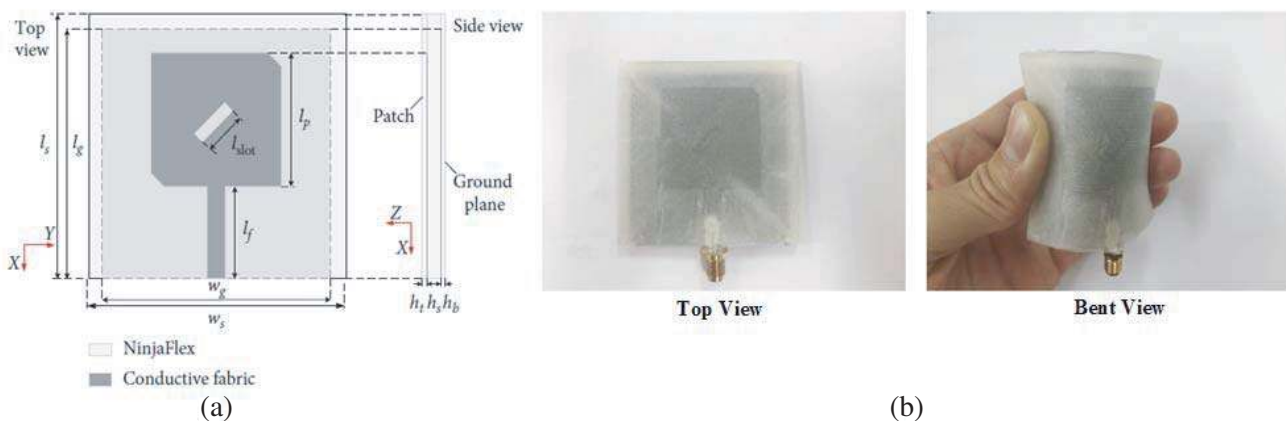 Top
view
Side view
l_s
l_g
l_p
l_slot
l_f
Patch
Ground
plane
Y
X
Z
X
w_g
w_s
h_t h_s h_b
NinjaFlex
Conductive fabric
(a)
Top View
Bent View
(b)